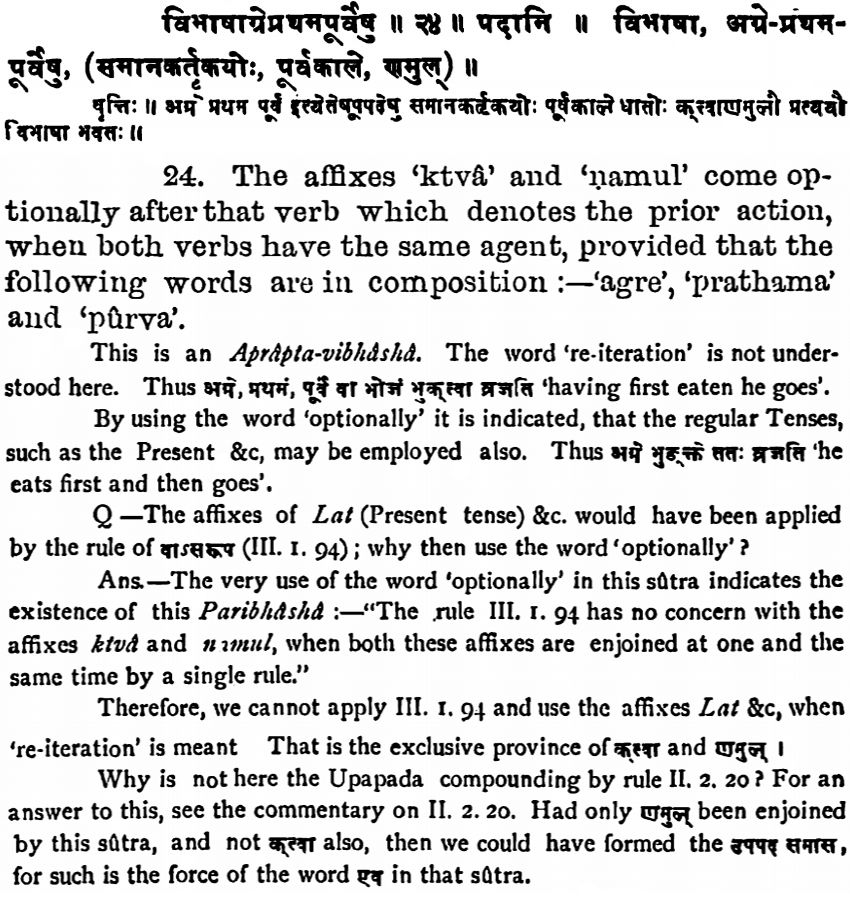 विभाषाग्रेप्रथमपूर्वेषु ॥ २४ ॥ पदानि ॥ विभाषा, अग्रे-प्रथम-
पूर्वेषु, (समानकर्तृकयोः, पूर्वकाले, णमुल्) ॥
वृत्तिः ॥ अग्रे प्रथम पूर्व इत्येतेषूपपदेषु समानकर्तृकयोः पूर्वकाले धातोः क्त्वाणमुलौ प्रत्ययौ
विभाषा भवतः ॥
24. The affixes ‘ktvâ’ and ‘ṇamul’ come op-
tionally after that verb which denotes the prior action,
when both verbs have the same agent, provided that the
following words are in composition :—‘agre’, ‘prathama’
and ‘pûrva’.
This is an Aprâpta-vibhâshâ. The word ‘re-iteration’ is not under-
stood here. Thus अग्रे, प्रथमं, पूर्वं वा भोजं भुक्त्वा व्रजति ‘having first eaten he goes’.
By using the word ‘optionally’ it is indicated, that the regular Tenses,
such as the Present &c, may be employed also. Thus अग्रे भुङ्क्ते ततः व्रजति ‘he
eats first and then goes’.
Q —The affixes of Lat (Present tense) &c. would have been applied
by the rule of वाऽसरूप (III. 1. 94) ; why then use the word ‘optionally’ ?
Ans.—The very use of the word ‘optionally’ in this sûtra indicates the
existence of this Paribhâshâ :—“The rule III. 1. 94 has no concern with the
affixes ktvâ and ṇamul, when both these affixes are enjoined at one and the
same time by a single rule.”
Therefore, we cannot apply III. 1. 94 and use the affixes Lat &c, when
‘re-iteration’ is meant That is the exclusive province of क्त्वा and णमुल् ।
Why is not here the Upapada compounding by rule II. 2. 20 ? For an
answer to this, see the commentary on II. 2. 20. Had only णमुल् been enjoined
by this sûtra, and not क्त्वा also, then we could have formed the उपपद समास,
for such is the force of the word एव in that sûtra.